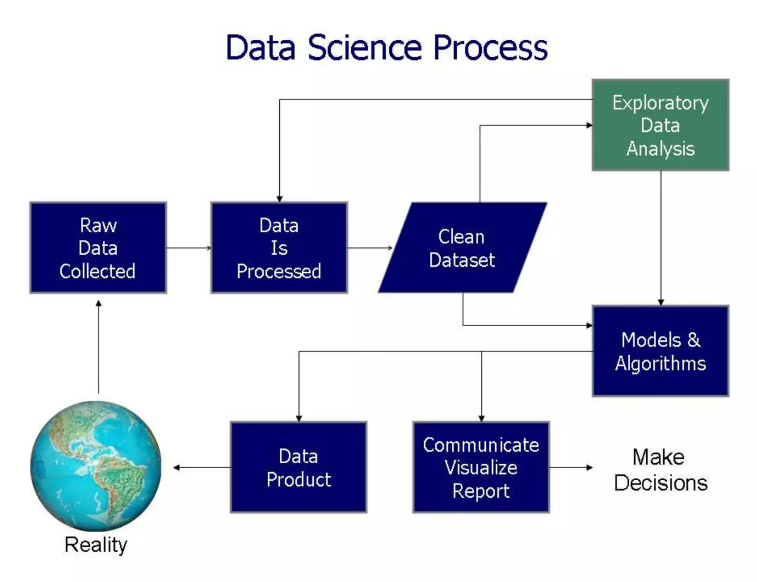 Data Science Process
Exploratory
Data
Analysis
Raw
Data
Collected
Data
Is
Processed
Clean
Dataset
Models &
Algorithms
Data
Product
Communicate
Visualize
Report
Make
Decisions
Reality